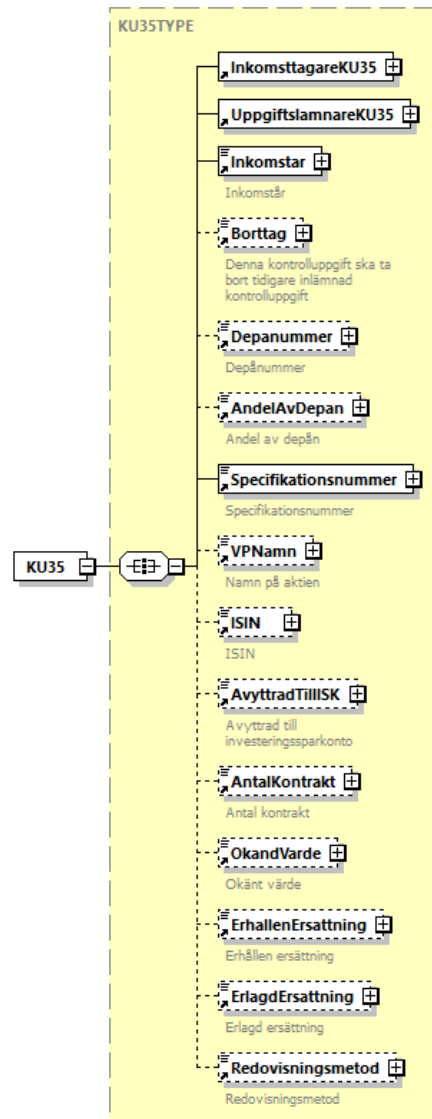 KU35TYPE
InkomsttagareKU35
UppgiftslamnareKU35
Inkomstar
Inkomstår
Borttag
Denna kontrolluppgift ska ta
bort tidigare inlämnad
kontrolluppgift
Depanummer
Depånummer
AndelAvDepan
Andel av depån
Specifikationsnummer
Specifikationsnummer
KU35
VPNamn
Namn på aktien
ISIN
ISIN
AvyttradTillISK
Avyttrad till
investeringssparkonto
AntalKontrakt
Antal kontrakt
OkandVarde
Okänt värde
ErhallenErsattning
Erhållen ersättning
ErlagdErsattning
Erlagd ersättning
Redovisningsmetod
Redovisningsmetod